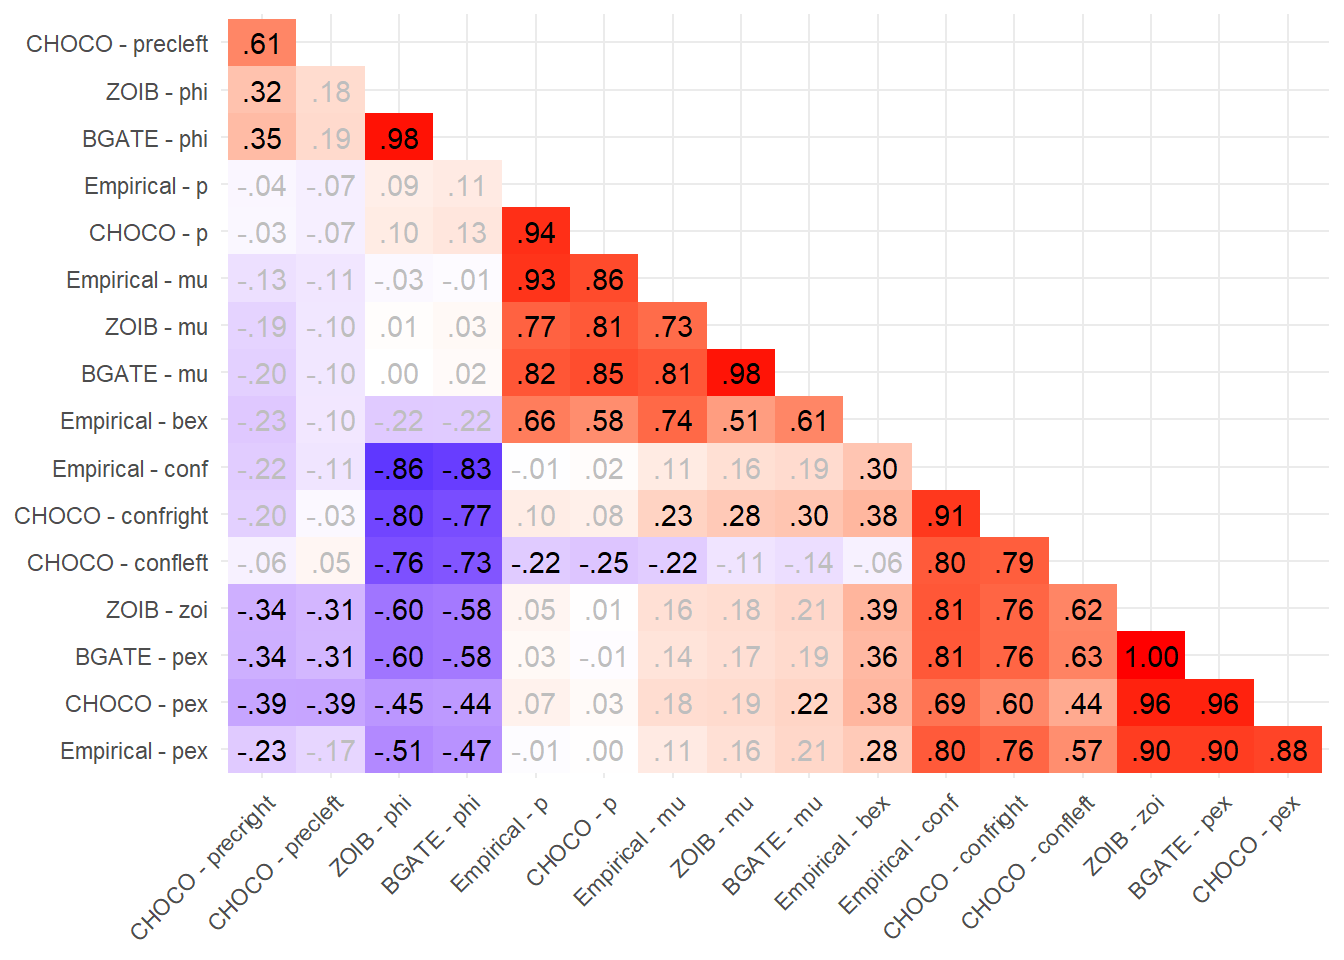 CHOCO - precleft .61
ZOIB - phi .32 .18
BGATE - phi .35 .19 .98
Empirical - p -.04 -.07 .09 .11
CHOCO - p -.03 -.07 .10 .13 .94
Empirical - mu -.13 -.11 -.03 -.01 .93 .86
ZOIB - mu -.19 -.10 .01 .03 .77 .81 .73
BGATE - mu -.20 -.10 .00 .02 .82 .85 .81 .98
Empirical - bex -.23 -.10 -.22 -.22 .66 .58 .74 .51 .61
Empirical - conf -.22 -.11 -.86 -.83 -.01 .02 .11 .16 .19 .30
CHOCO - confright -.20 -.03 -.80 -.77 .10 .08 .23 .28 .30 .38 .91
CHOCO - confleft -.06 .05 -.76 -.73 -.22 -.25 -.22 -.11 -.14 -.06 .80 .79
ZOIB - zoi -.34 -.31 -.60 -.58 .05 .01 .16 .18 .21 .39 .81 .76 .62
BGATE - pex -.34 -.31 -.60 -.58 .03 -.01 .14 .17 .19 .36 .81 .76 .63 1.00
CHOCO - pex -.39 -.39 -.45 -.44 .07 .03 .18 .19 .22 .38 .69 .60 .44 .96 .96
Empirical - pex -.23 -.17 -.51 -.47 -.01 .00 .11 .16 .21 .28 .80 .76 .57 .90 .90 .88
CHOCO - precright
CHOCO - precleft
ZOIB - phi
BGATE - phi
Empirical - p
CHOCO - p
Empirical - mu
ZOIB - mu
BGATE - mu
Empirical - bex
Empirical - conf
CHOCO - confright
CHOCO - confleft
ZOIB - zoi
BGATE - pex
CHOCO - pex